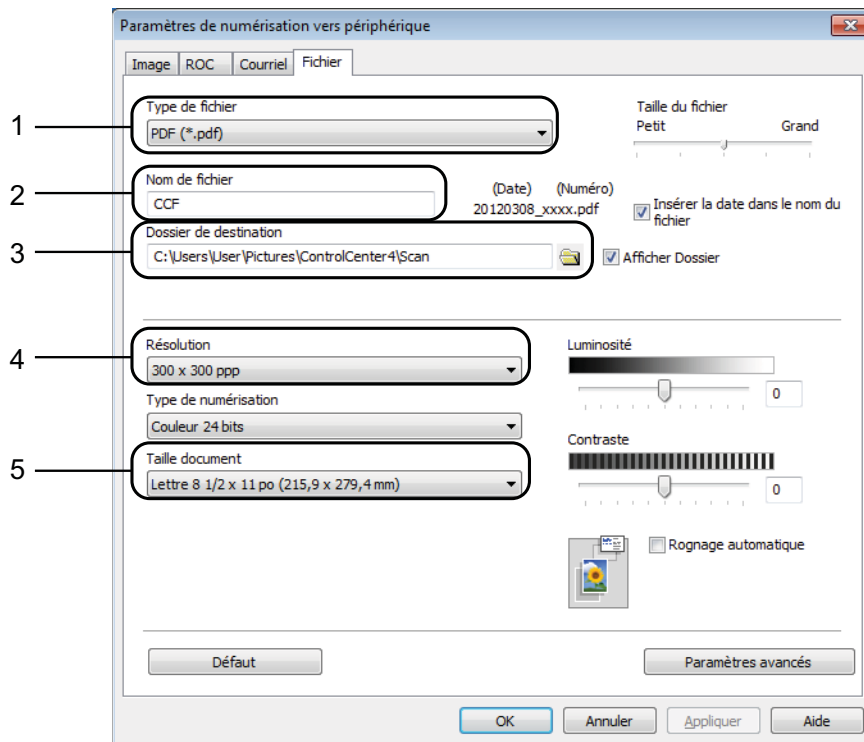 Paramètres de numérisation vers périphérique
Image ROC Courriel Fichier
1
Type de fichier
PDF (*.pdf)
Taille du fichier
Petit Grand
2
Nom de fichier
CCF
(Date) (Numéro)
20120308_xxxx.pdf
Insérer la date dans le nom du
fichier
3
Dossier de destination
C:\Users\User\Pictures\ControlCenter4\Scan
Afficher Dossier
4
Résolution
300 x 300 ppp
Luminosité
0
Type de numérisation
Couleur 24 bits
Contraste
0
5
Taille document
Lettre 8 1/2 x 11 po (215,9 x 279,4 mm)
Rognage automatique
Défaut
Paramètres avancés
OK Annuler Appliquer Aide